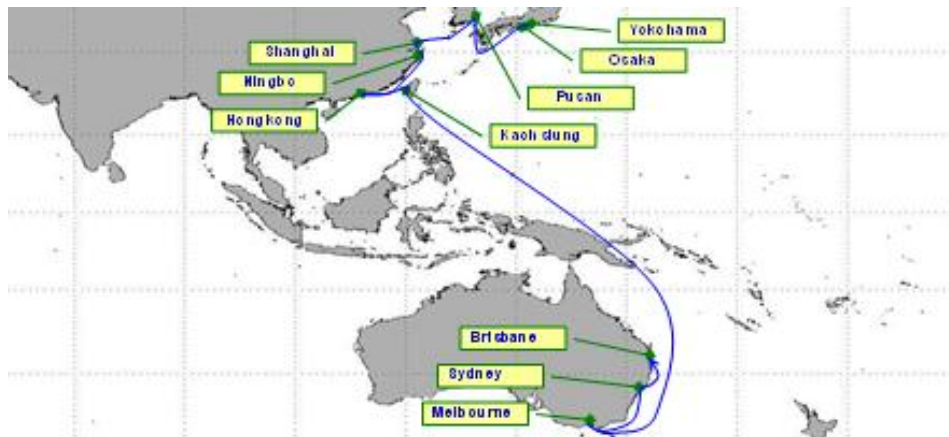 Yokohama
Shanghai
Osaka
Ningbo
Pusan
Hongkong
Kaohsiung
Brisbane
Sydney
Melbourne